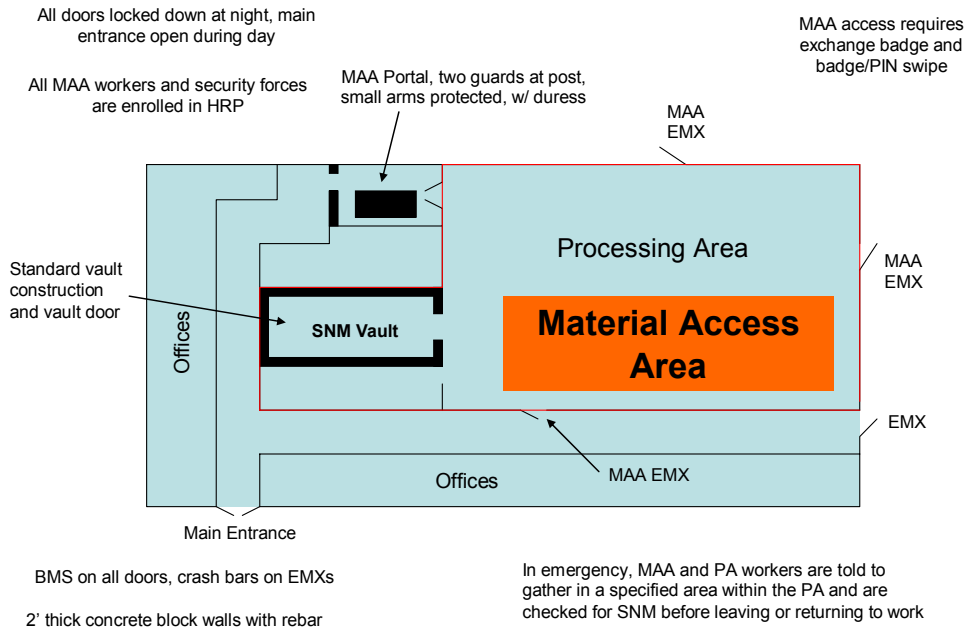 All doors locked down at night, main
entrance open during day
MAA access requires
exchange badge and
badge/PIN swipe
All MAA workers and security forces
are enrolled in HRP
MAA Portal, two guards at post,
small arms protected, w/ duress
MAA
EMX
Processing Area
MAA
EMX
Standard vault
construction
and vault door
SNM Vault
Material Access
Area
Offices
EMX
MAA EMX
Offices
Main Entrance
BMS on all doors, crash bars on EMXs
2' thick concrete block walls with rebar
In emergency, MAA and PA workers are told to
gather in a specified area within the PA and are
checked for SNM before leaving or returning to work